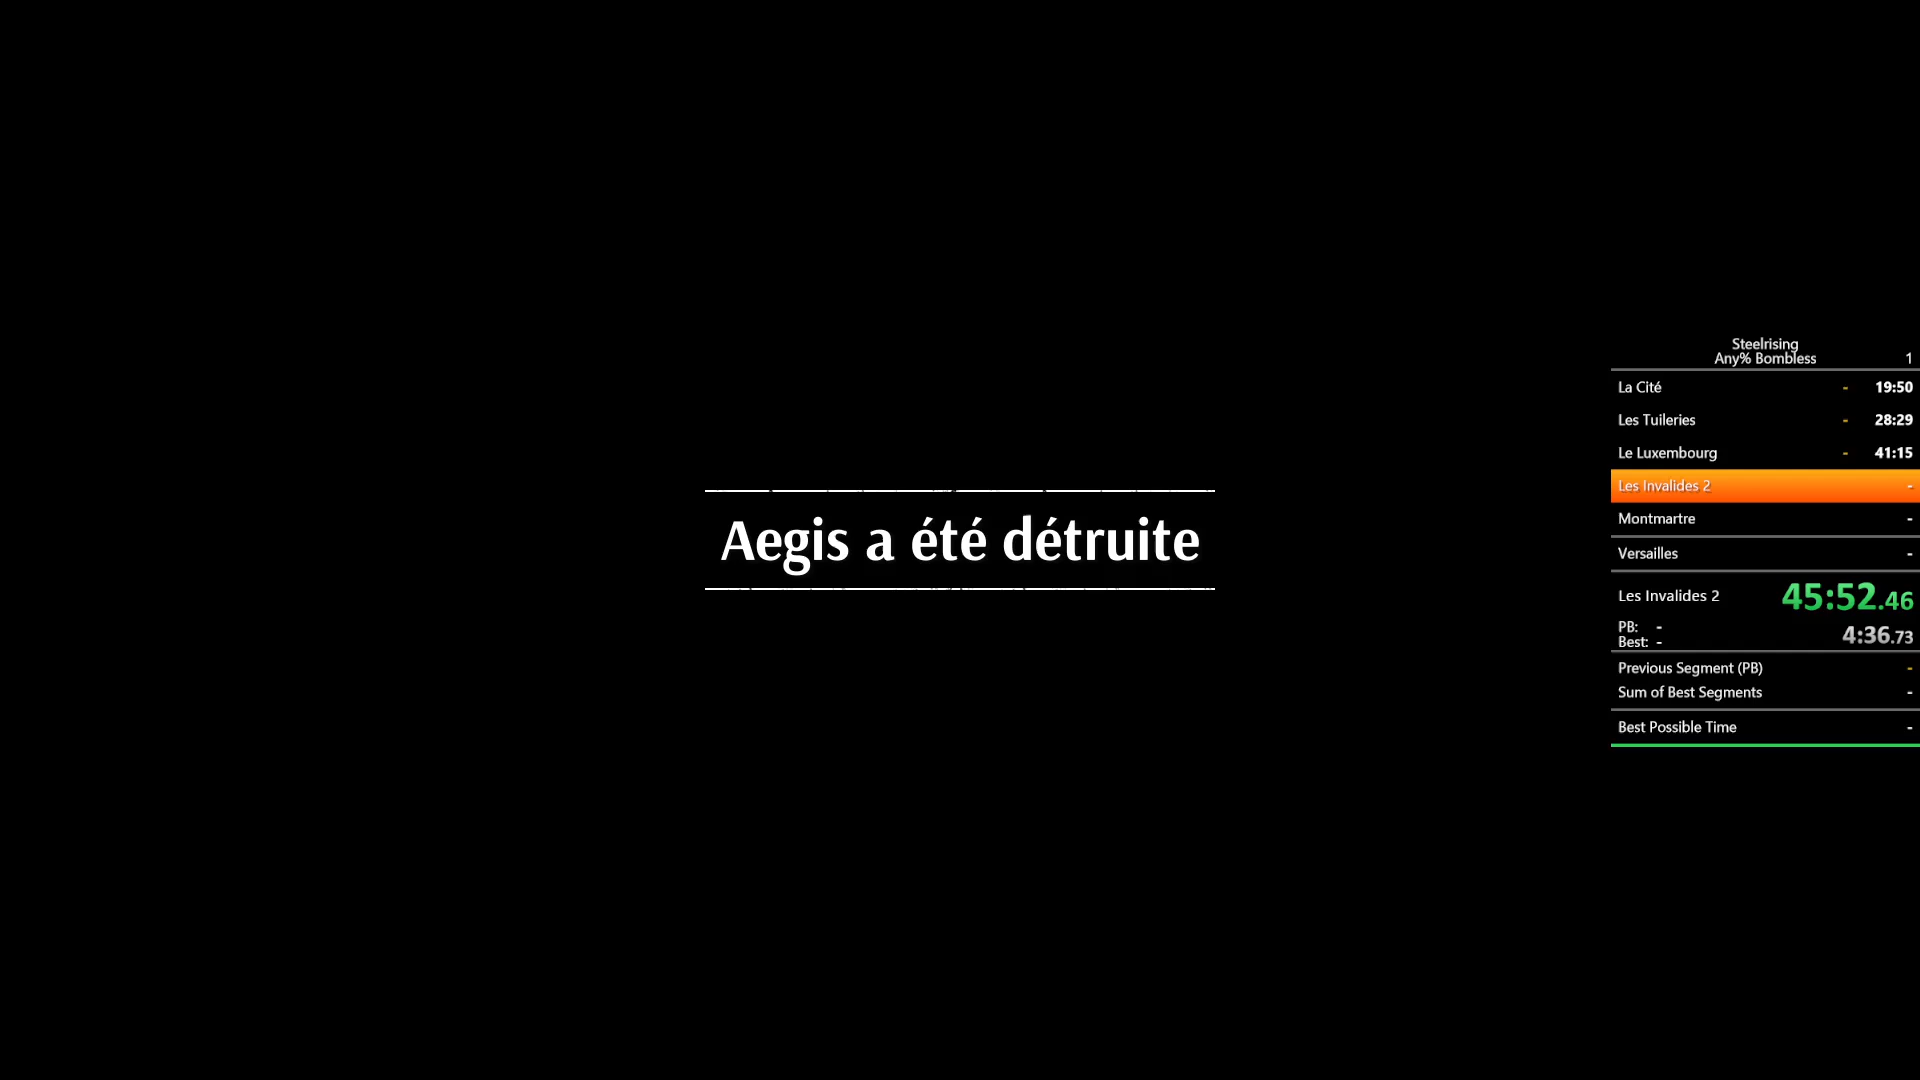 Aegis a été détruite
Steelrising
Any% Bombless 1
La Cité - 19:50
Les Tuileries - 28:29
Le Luxembourg - 41:15
Les Invalides 2 -
Montmartre -
Versailles -
Les Invalides 2 45:52.46
PB: -
Best: - 4:36.73
Previous Segment (PB) -
Sum of Best Segments -
Best Possible Time -